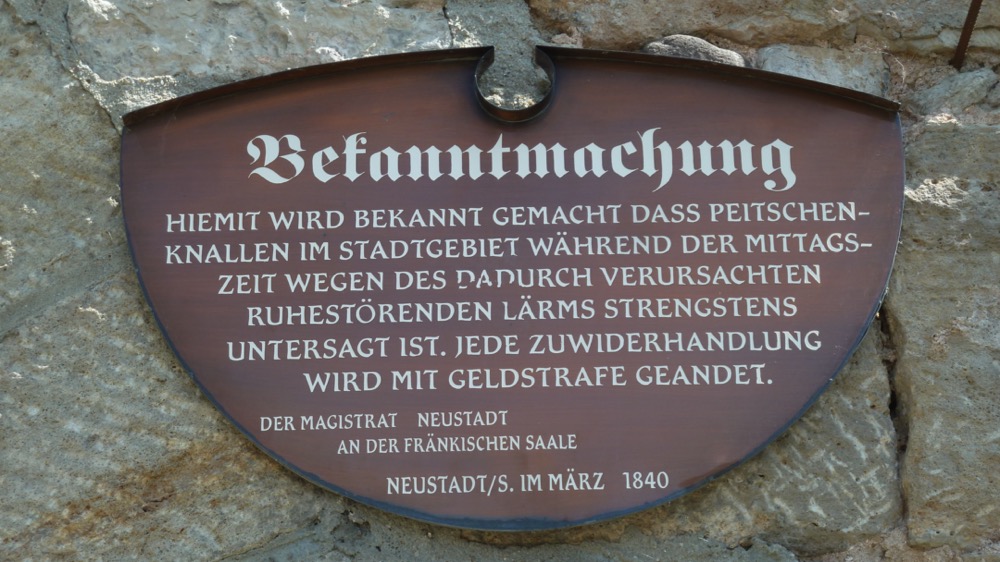 Bekanntmachung
HIEMIT WIRD BEKANNT GEMACHT DASS PEITSCHEN-
KNALLEN IM STADTGEBIET WÄHREND DER MITTAGS-
ZEIT WEGEN DES DADURCH VERURSACHTEN
RUHESTÖRENDEN LÄRMS STRENGSTENS
UNTERSAGT IST. JEDE ZUWIDERHANDLUNG
WIRD MIT GELDSTRAFE GEANDET.
DER MAGISTRAT NEUSTADT
AN DER FRÄNKISCHEN SAALE
NEUSTADT/S. IM MÄRZ 1840